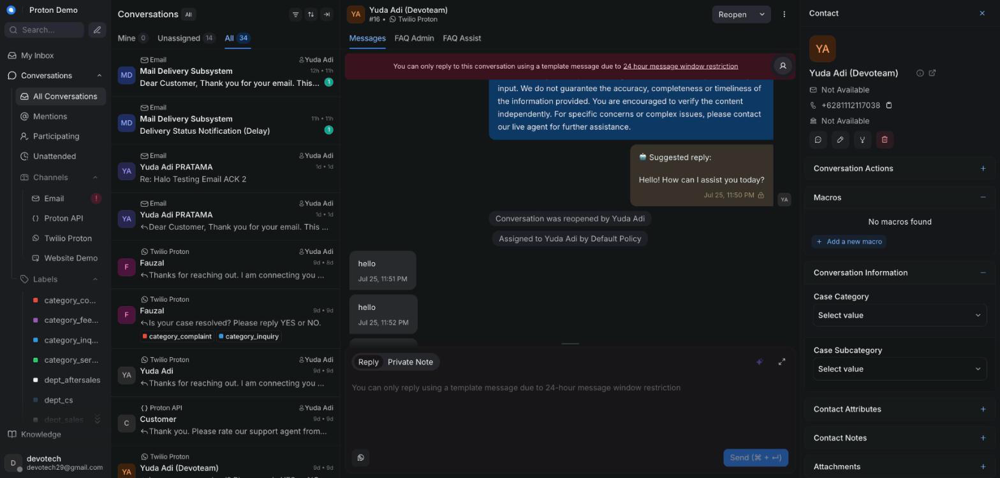 Proton Demo
Search...
My Inbox
Conversations
All Conversations
Mentions
Participating
Unattended
Channels
Email
!
Proton API
Twilio Proton
Website Demo
Labels
category_co...
category_fee...
category_inq...
category_ser...
dept_aftersales
dept_cs
dept_sales
Knowledge
D
devotech
devotech29@gmail.com
Conversations All
Mine 0 Unassigned 14 All 34
Email Yuda Adi
MD
Mail Delivery Subsystem 12h • 11h
Dear Customer, Thank you for your email. This... 1
Email
MD
Mail Delivery Subsystem 11h • 11h
Delivery Status Notification (Delay) 1
Email Yuda Adi
YA
Yuda Adi PRATAMA 1d • 1d
Re: Halo Testing Email ACK 2
Email Yuda Adi
YA
Yuda Adi PRATAMA 1d • 1d
Dear Customer, Thank you for your email. This ...
Twilio Proton Yuda Adi
F
Fauzal 9d • 8d
Thanks for reaching out. I am connecting you ...
Twilio Proton
F
Fauzal 9d • 9d
Is your case resolved? Please reply YES or NO.
category_complaint category_inquiry
Twilio Proton Yuda Adi
YA
Yuda Adi 9d • 9d
Thanks for reaching out. I am connecting you ...
{} Proton API Yuda Adi
C
Customer 9d • 9d
Thank you. Please rate our support agent from...
Twilio Proton
YA
Yuda Adi (Devoteam) 9d • 9d
YA
Yuda Adi (Devoteam)
#16 • Twilio Proton
Reopen
Messages FAQ Admin FAQ Assist
You can only reply to this conversation using a template message due to 24 hour message window restriction
input. We do not guarantee the accuracy, completeness or timeliness of
the information provided. You are encouraged to verify the content
independently. For specific concerns or complex issues, please contact
our live agent for further assistance.
Suggested reply:
Hello! How can I assist you today?
Jul 25, 11:50 PM
YA
Conversation was reopened by Yuda Adi
Assigned to Yuda Adi by Default Policy
hello
Jul 25, 11:51 PM
hello
Jul 25, 11:52 PM
Reply Private Note
You can only reply using a template message due to 24-hour message window restriction
Send (⌘ + ↵)
Contact
YA
Yuda Adi (Devoteam)
Not Available
+6281112117038
Not Available
Conversation Actions +
Macros −
No macros found
+ Add a new macro
Conversation Information −
Case Category
Select value
Case Subcategory
Select value
Contact Attributes +
Contact Notes +
Attachments +